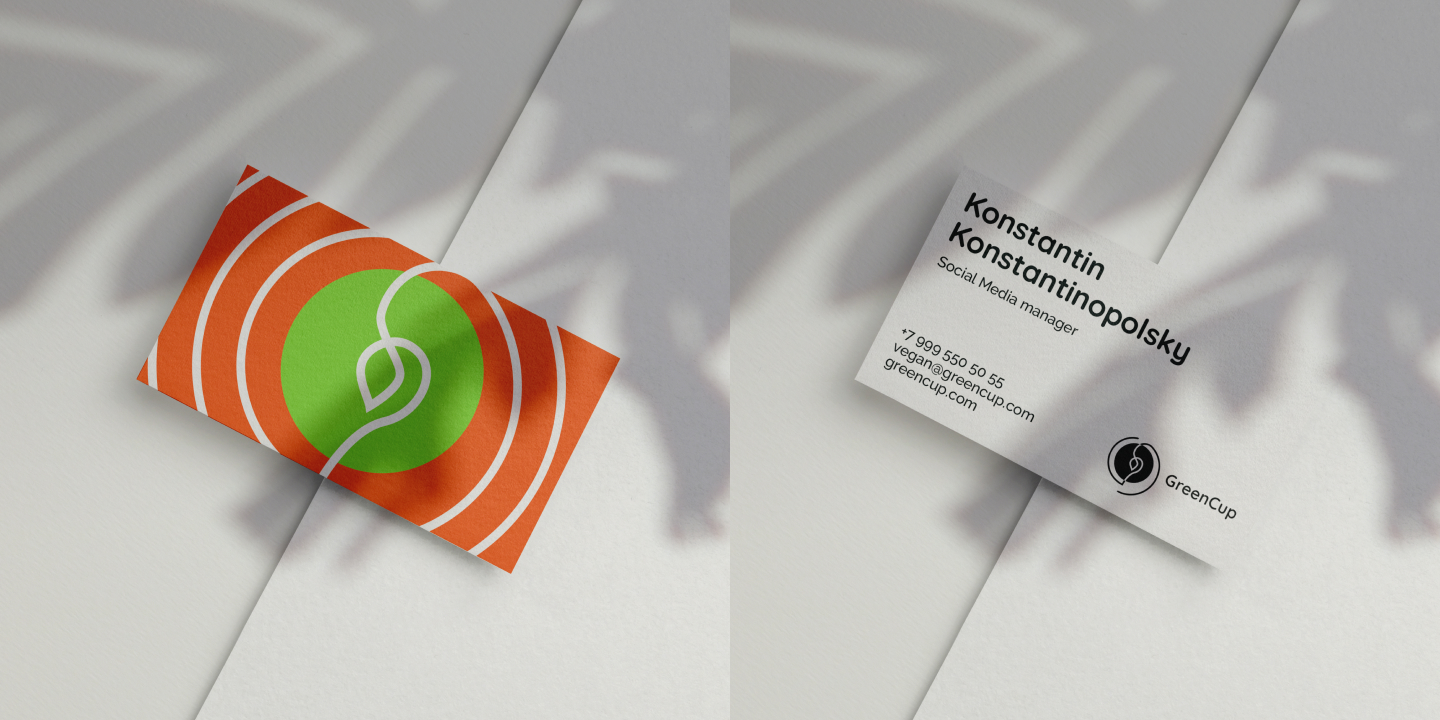 Konstantin
Konstantinopolsky
Social Media manager
+7 999 550 50 55
vegan@greencup.com
greencup.com
GreenCup